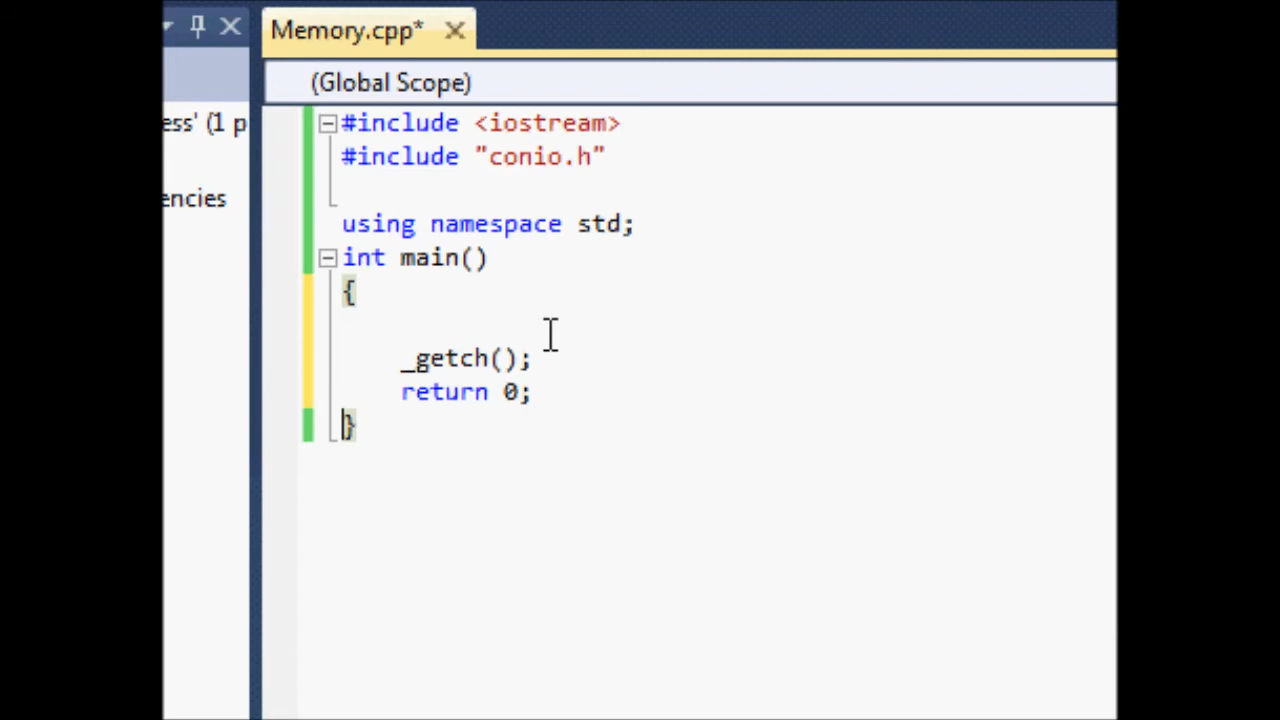 Memory.cpp*
(Global Scope)
ess' (1 p
encies
#include <iostream>
#include "conio.h"
using namespace std;
int main()
{
_getch();
return 0;
}